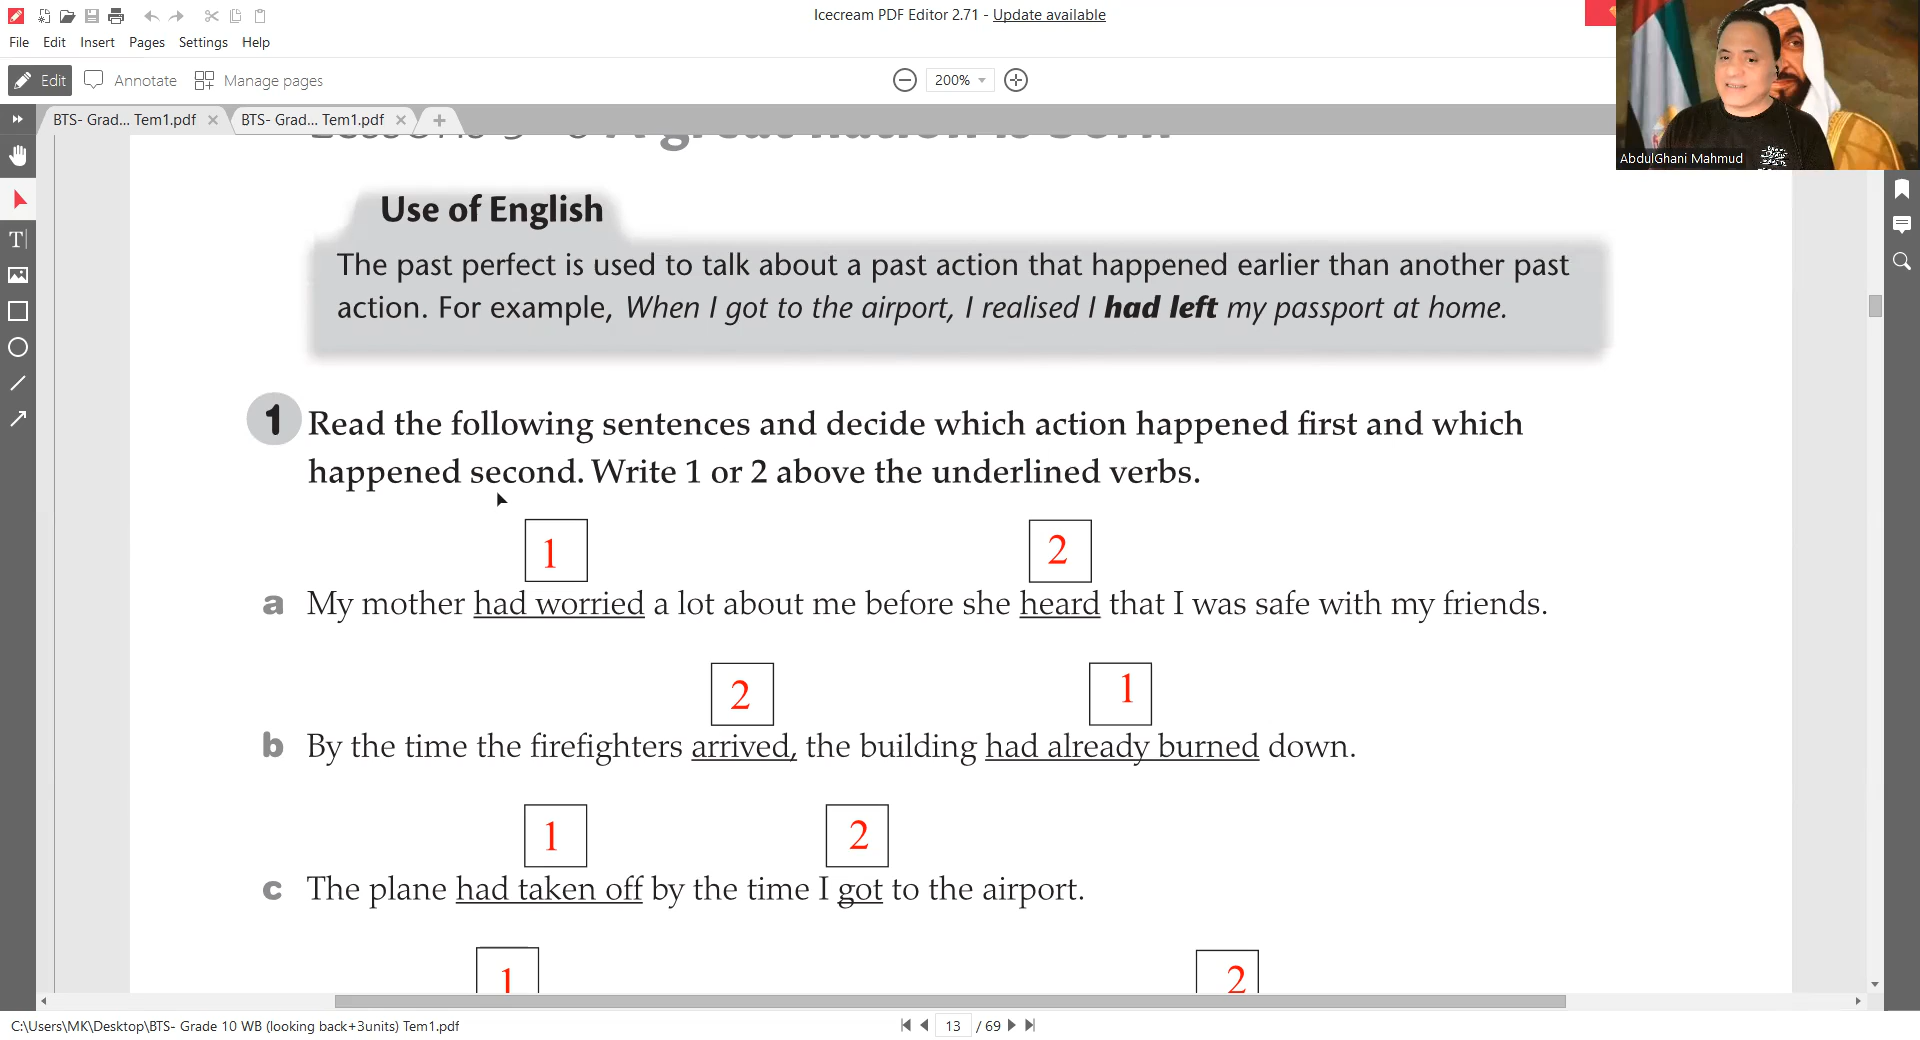 Icecream PDF Editor 2.71 - Update available
File Edit Insert Pages Settings Help
Edit Annotate Manage pages
200%
BTS- Grad... Tem1.pdf
BTS- Grad... Tem1.pdf
AbdulGhani Mahmud
Use of English
The past perfect is used to talk about a past action that happened earlier than another past
action. For example, When I got to the airport, I realised I had left my passport at home.
1 Read the following sentences and decide which action happened first and which
happened second. Write 1 or 2 above the underlined verbs.
1 2
a My mother had worried a lot about me before she heard that I was safe with my friends.
2 1
b By the time the firefighters arrived, the building had already burned down.
1 2
c The plane had taken off by the time I got to the airport.
1 2
C:\Users\MK\Desktop\BTS- Grade 10 WB (looking back+3units) Tem1.pdf
13 / 69